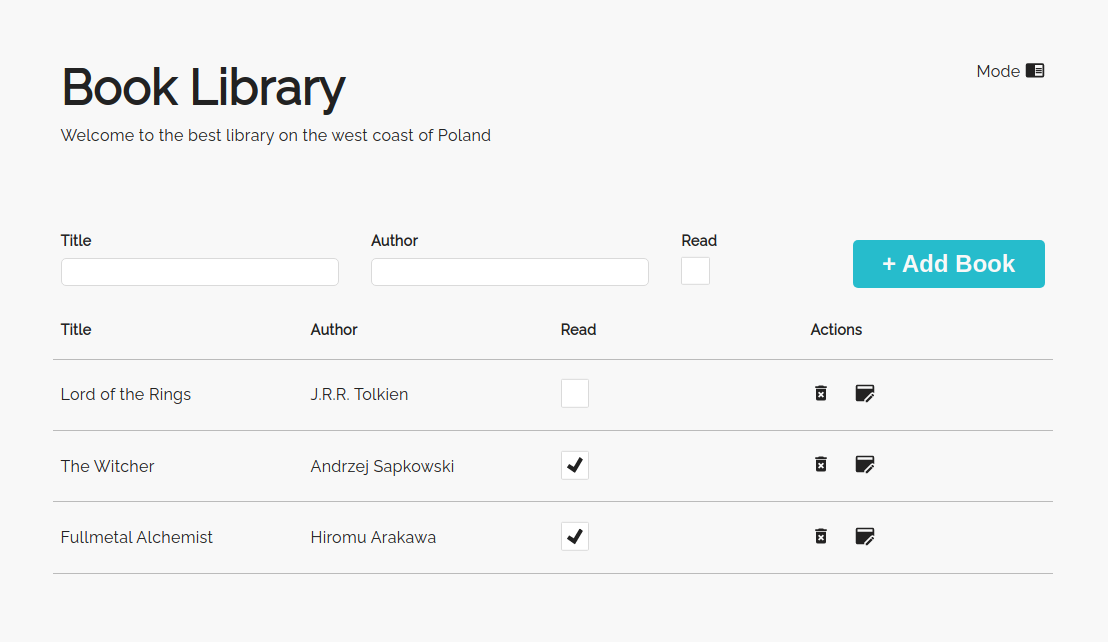 Book Library
Mode
Welcome to the best library on the west coast of Poland
Title Author Read
+ Add Book
Title Author Read Actions
Lord of the Rings J.R.R. Tolkien
The Witcher Andrzej Sapkowski
Fullmetal Alchemist Hiromu Arakawa